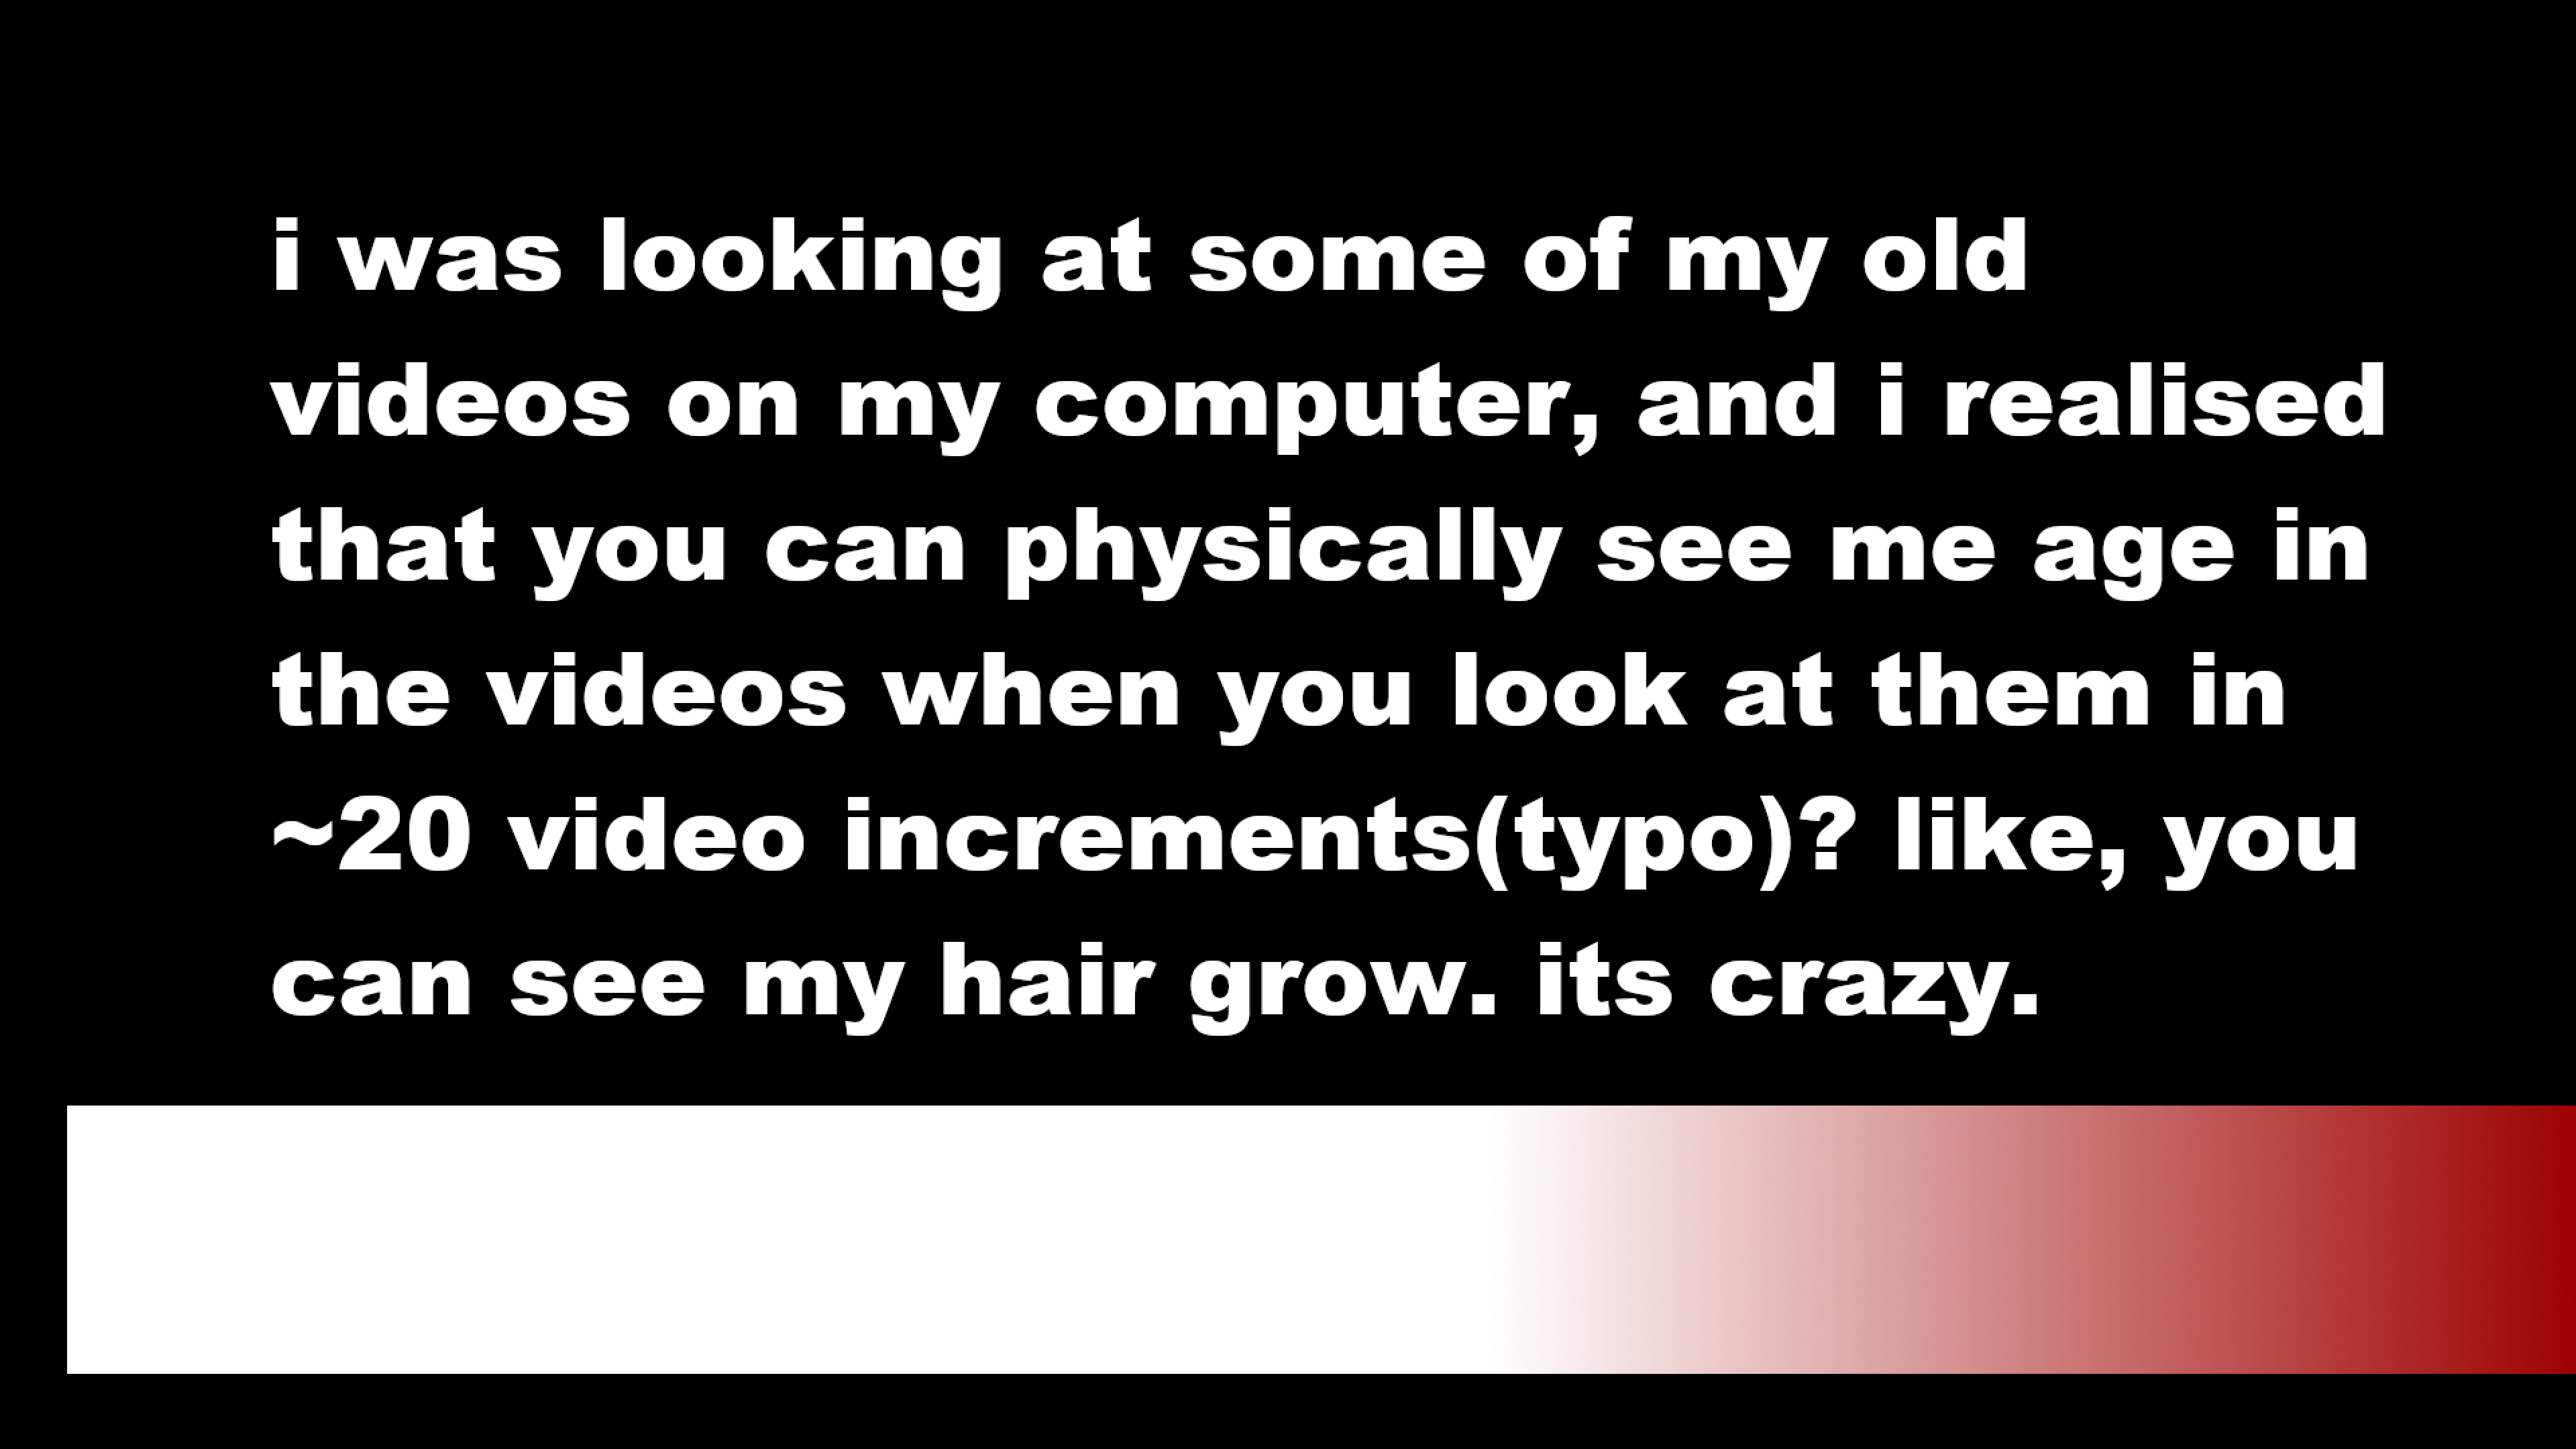 i was looking at some of my old
videos on my computer, and i realised
that you can physically see me age in
the videos when you look at them in
~20 video increments(typo)? like, you
can see my hair grow. its crazy.